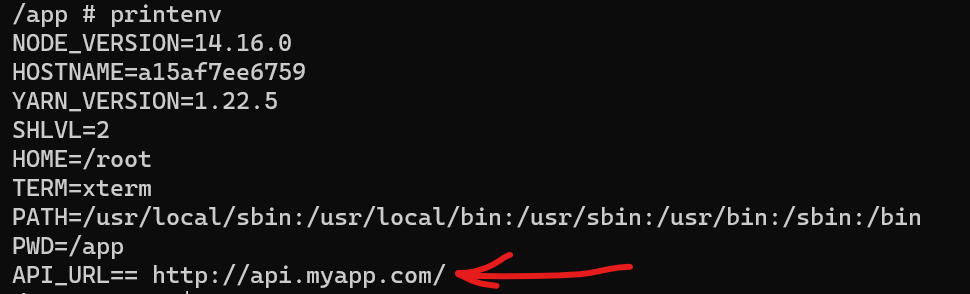 /app # printenv
NODE_VERSION=14.16.0
HOSTNAME=a15af7ee6759
YARN_VERSION=1.22.5
SHLVL=2
HOME=/root
TERM=xterm
PATH=/usr/local/sbin:/usr/local/bin:/usr/sbin:/usr/bin:/sbin:/bin
PWD=/app
API_URL== http://api.myapp.com/